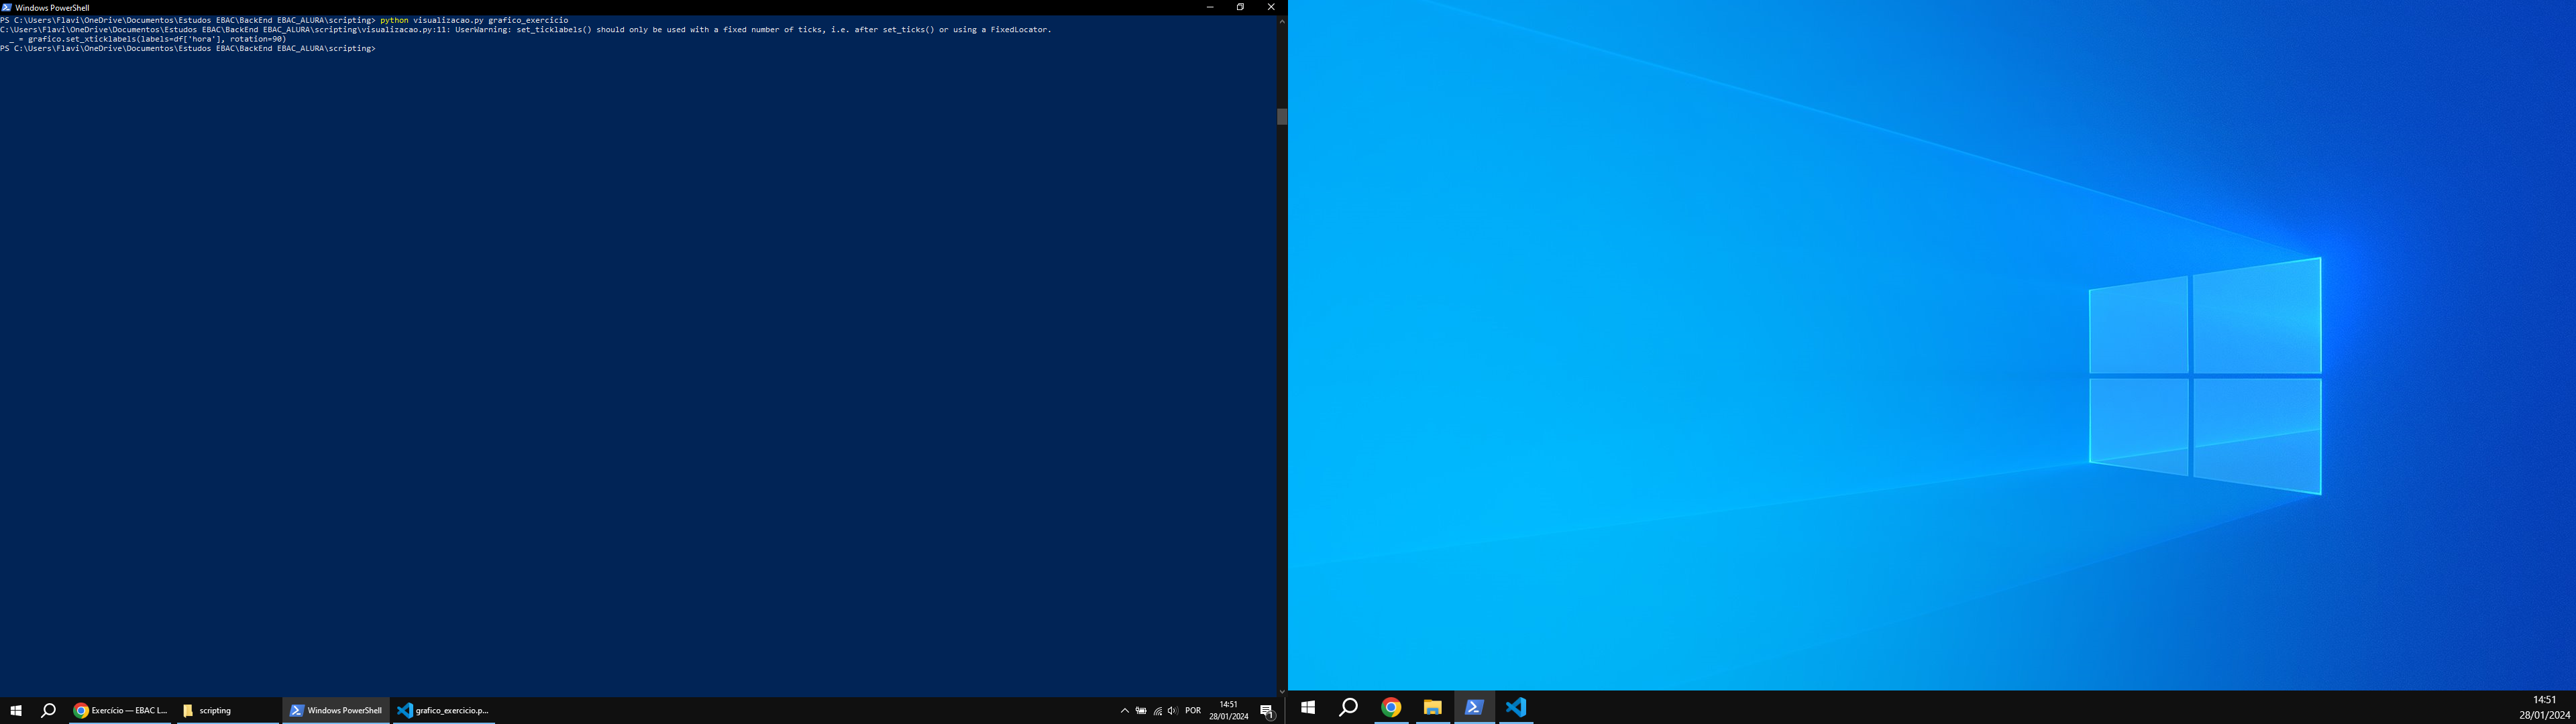 Windows PowerShell
PS C:\Users\Flavi\OneDrive\Documentos\Estudos EBAC\BackEnd EBAC_ALURA\scripting> python visualizacao.py grafico_exercicio
C:\Users\Flavi\OneDrive\Documentos\Estudos EBAC\BackEnd EBAC_ALURA\scripting\visualizacao.py:11: UserWarning: set_ticklabels() should only be used with a fixed number of ticks, i.e. after set_ticks() or using a FixedLocator.
  _ = grafico.set_xticklabels(labels=df['hora'], rotation=90)
PS C:\Users\Flavi\OneDrive\Documentos\Estudos EBAC\BackEnd EBAC_ALURA\scripting>
Exercício — EBAC L...
scripting
Windows PowerShell
grafico_exercicio.p...
POR
14:51
28/01/2024
1
14:51
28/01/2024